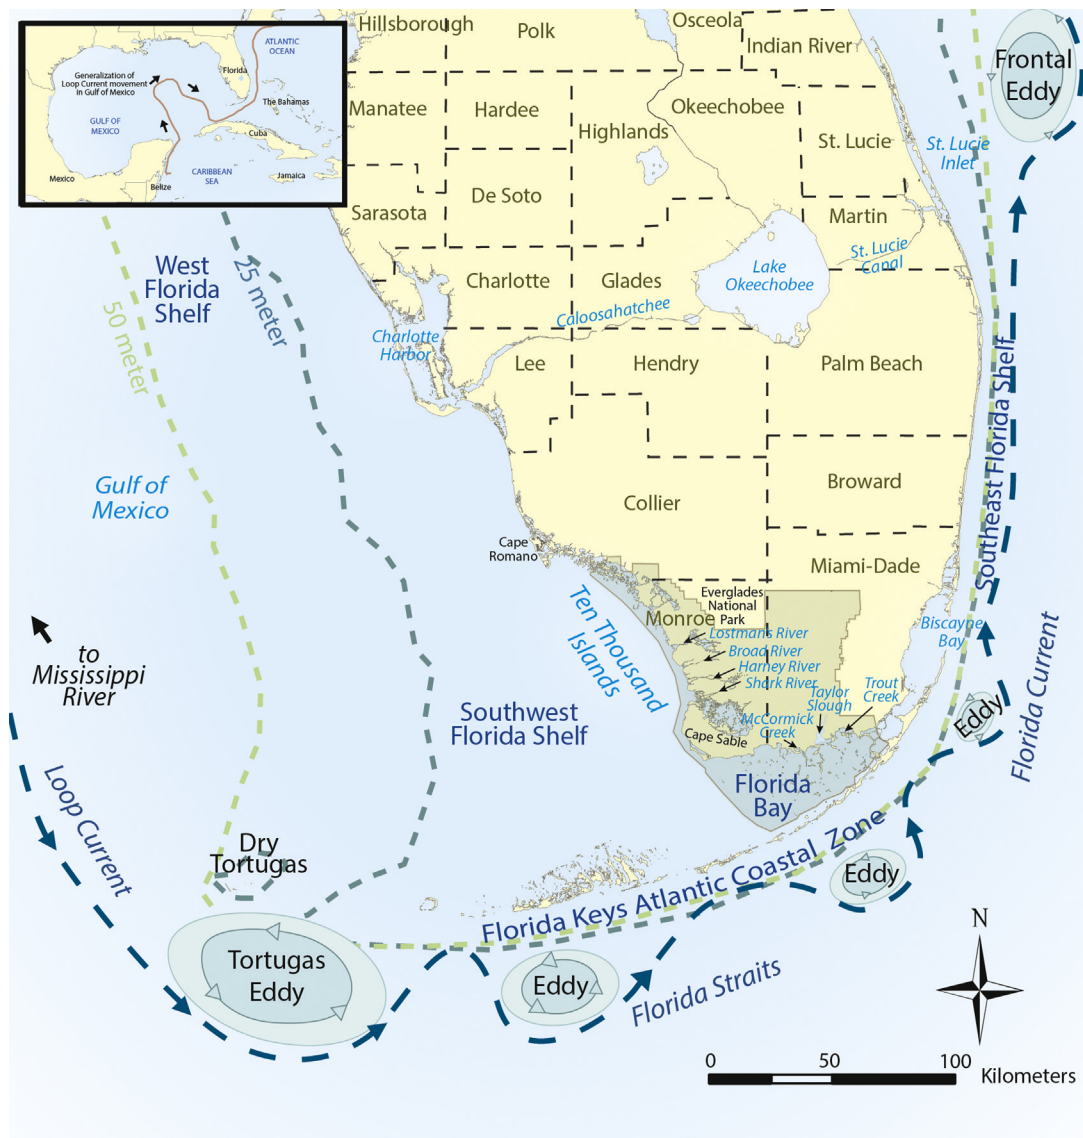 Hillsborough
Polk
Osceola
Indian River
Frontal
Eddy
ATLANTIC
OCEAN
Generalization of
Loop Current movement
in Gulf of Mexico
Florida
GULF OF
MEXICO
The Bahamas
Cuba
CARIBBEAN
SEA
Mexico
Belize
Jamaica
Manatee
Hardee
Highlands
Okeechobee
St. Lucie
St. Lucie
Inlet
De Soto
Sarasota
Martin
St. Lucie
Canal
West
Florida
Shelf
25 meter
50 meter
Charlotte
Glades
Lake
Okeechobee
Caloosahatchee
Charlotte
Harbor
Lee
Hendry
Palm Beach
Southeast Florida Shelf
Gulf of
Mexico
Collier
Broward
Cape
Romano
Miami-Dade
Everglades
National
Park
Monroe
Ten Thousand
Islands
Lostmans River
Broad River
Harney River
Shark River
Taylor
Slough
Trout
Creek
McCormick
Creek
Cape Sable
Biscayne
Bay
Florida Current
to
Mississippi
River
Southwest
Florida Shelf
Florida
Bay
Eddy
Loop Current
Dry
Tortugas
Florida Keys Atlantic Coastal Zone
Eddy
Tortugas
Eddy
Eddy
Florida Straits
N
0 50 100
Kilometers